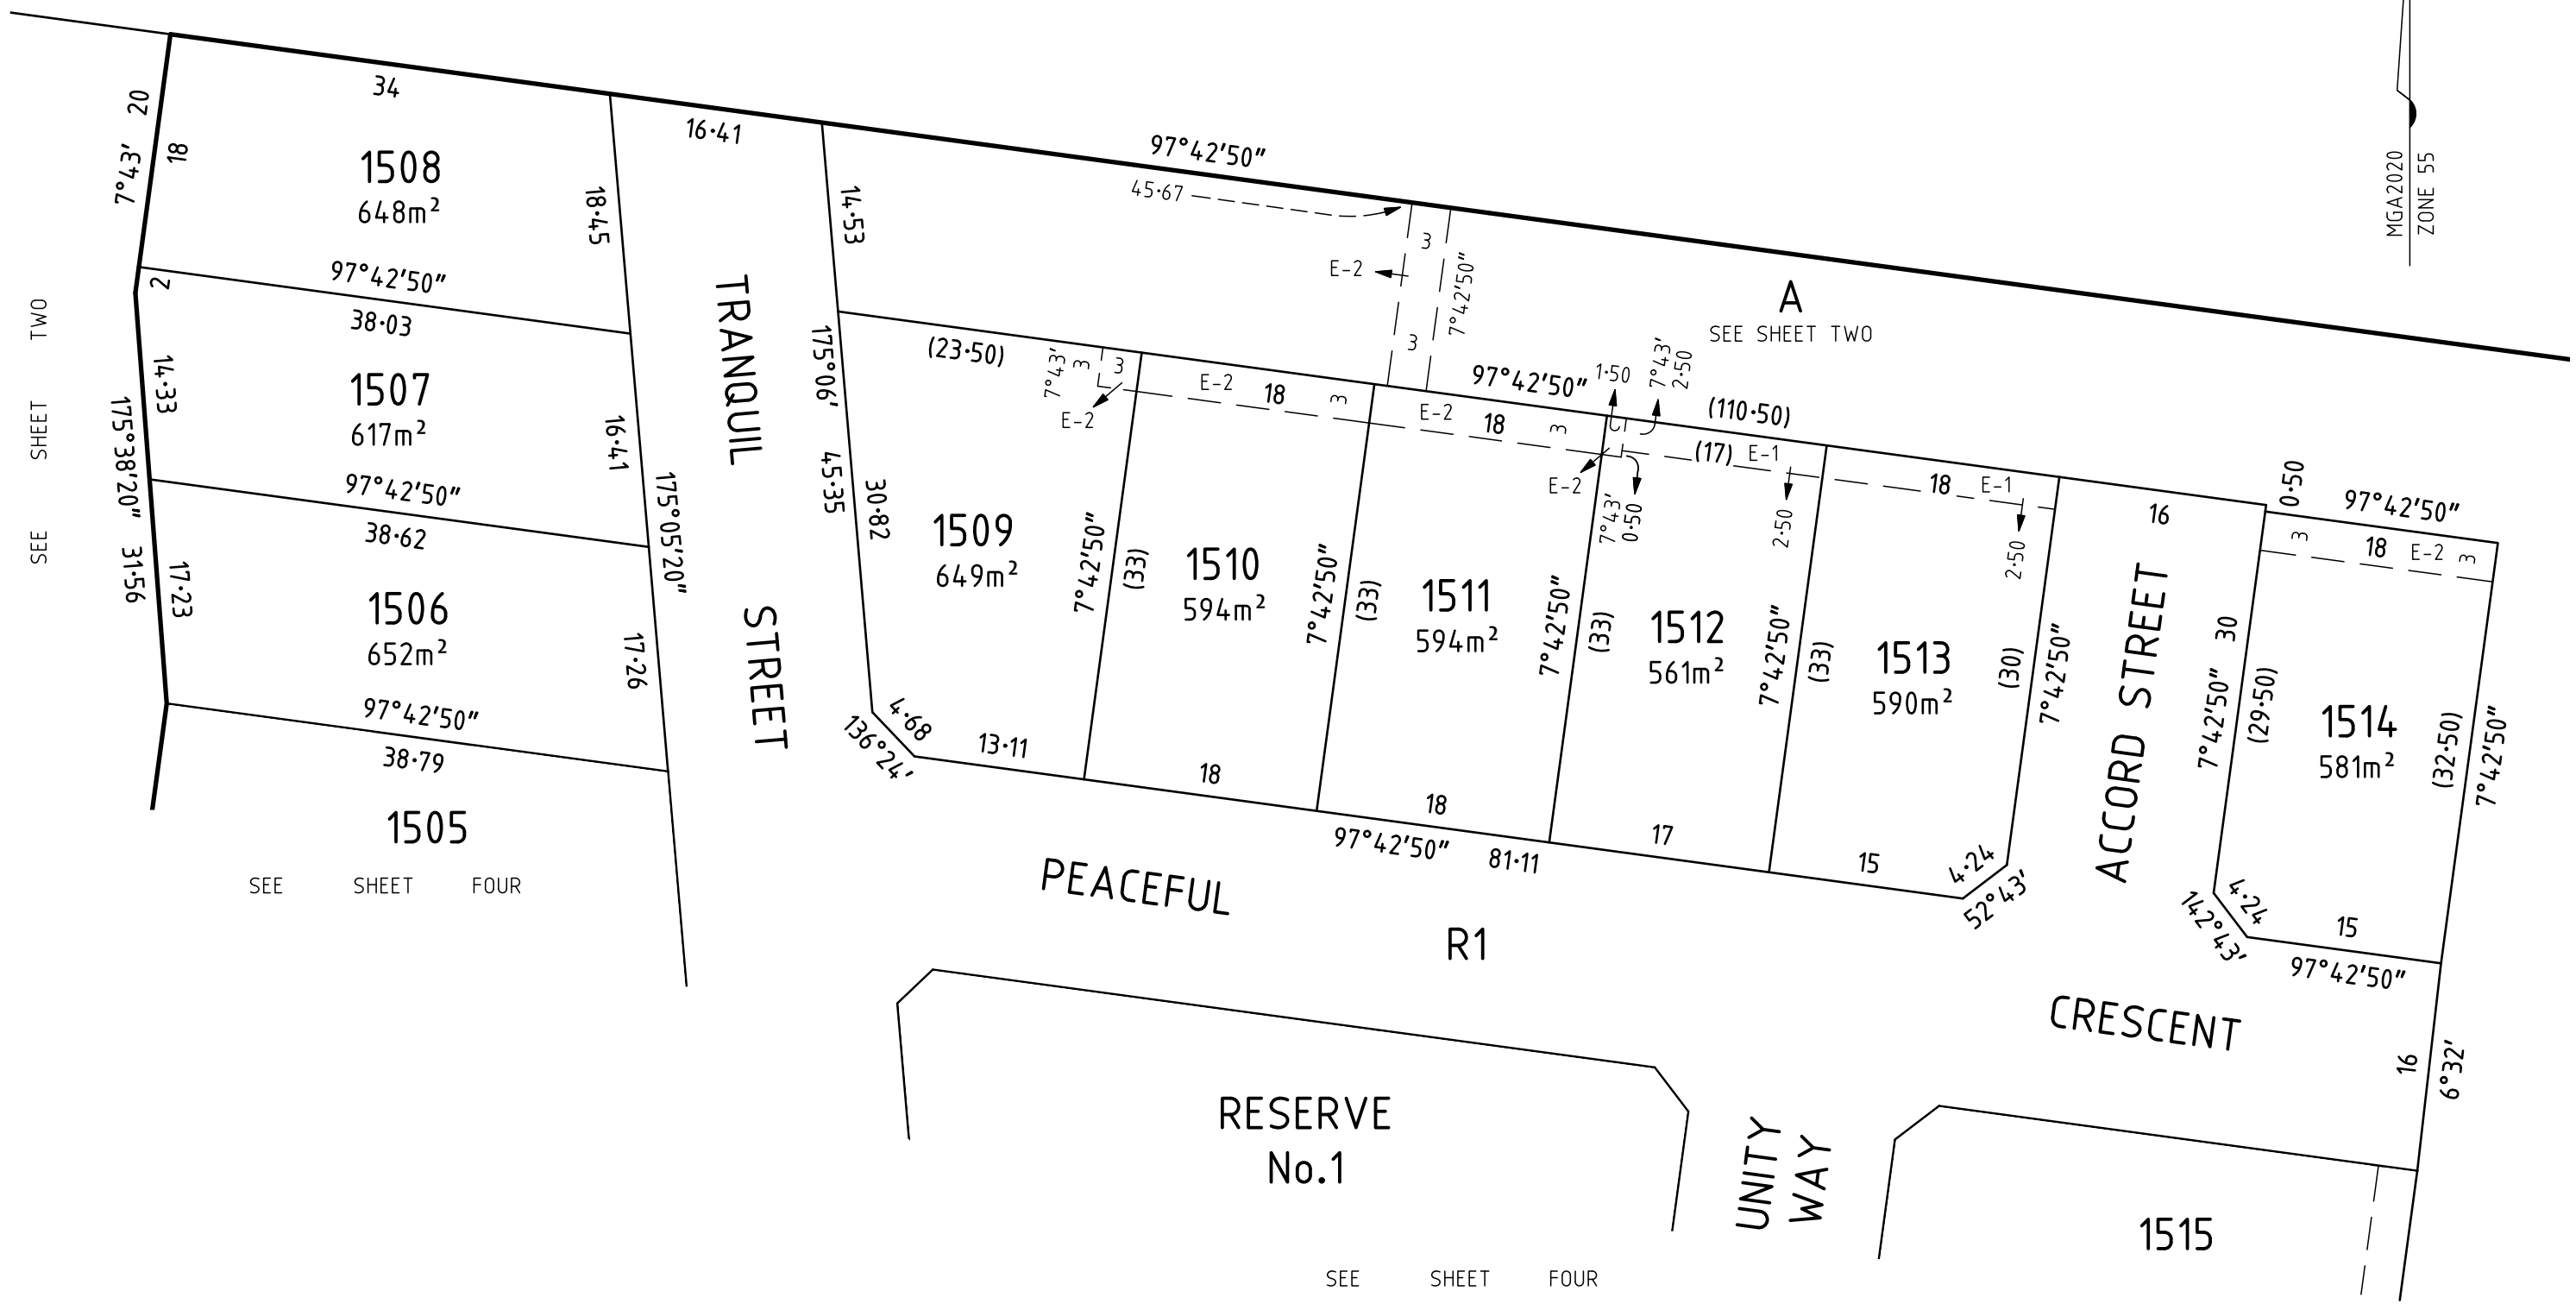 34
20
18
7°43'
1508
648m²
18·45
97°42'50"
2
38·03
14·33
1507
617m²
16·41
175°38'20"
31·56
97°42'50"
38·62
17·23
1506
652m²
17·26
175°05'20"
97°42'50"
38·79
1505
SEE SHEET FOUR
SEE SHEET TWO
16·41
TRANQUIL STREET
14·53
175°06'
45·35
30·82
97°42'50"
45·67
E-2
3
3
7°42'50"
A
SEE SHEET TWO
MGA2020
ZONE 55
(23·50)
7°43'
3
3
E-2
1509
649m²
4·68
136°24'
13·11
7°42'50"
(33)
E-2
18
3
1510
594m²
18
7°42'50"
(33)
97°42'50"
E-2
18
3
1511
594m²
18
7°42'50"
(33)
1·50
7°43'
2·50
(110·50)
(17)
E-1
E-2
7°43'
0·50
2·50
1512
561m²
17
7°42'50"
(33)
18
E-1
2·50
1513
590m²
(30)
7°42'50"
15
4·24
52°43'
97°42'50"
81·11
16
ACCORD STREET
0·50
97°42'50"
3
18
E-2
3
30
7°42'50"
(29·50)
1514
581m²
(32·50)
7°42'50"
4·24
142°43'
15
97°42'50"
PEACEFUL
R1
CRESCENT
16
6°32'
RESERVE
No.1
UNITY
WAY
1515
SEE SHEET FOUR